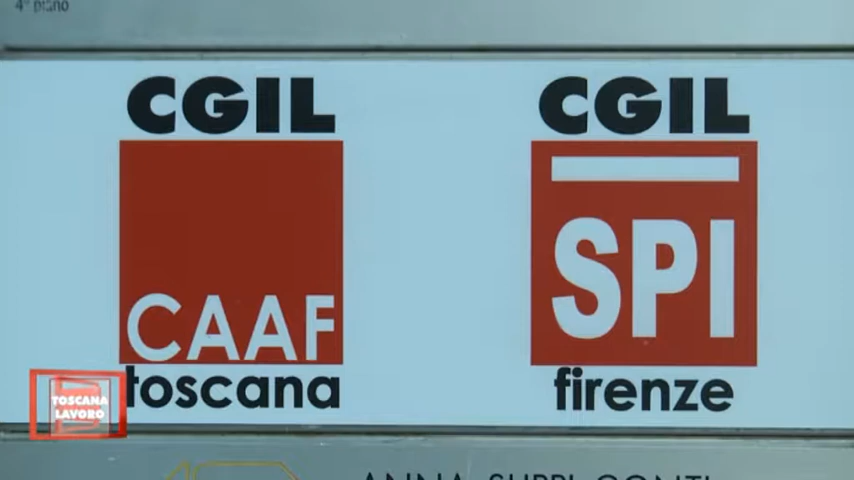 4° piano
CGIL
CAAF
toscana
CGIL
SPI
firenze
TOSCANA
LAVORO